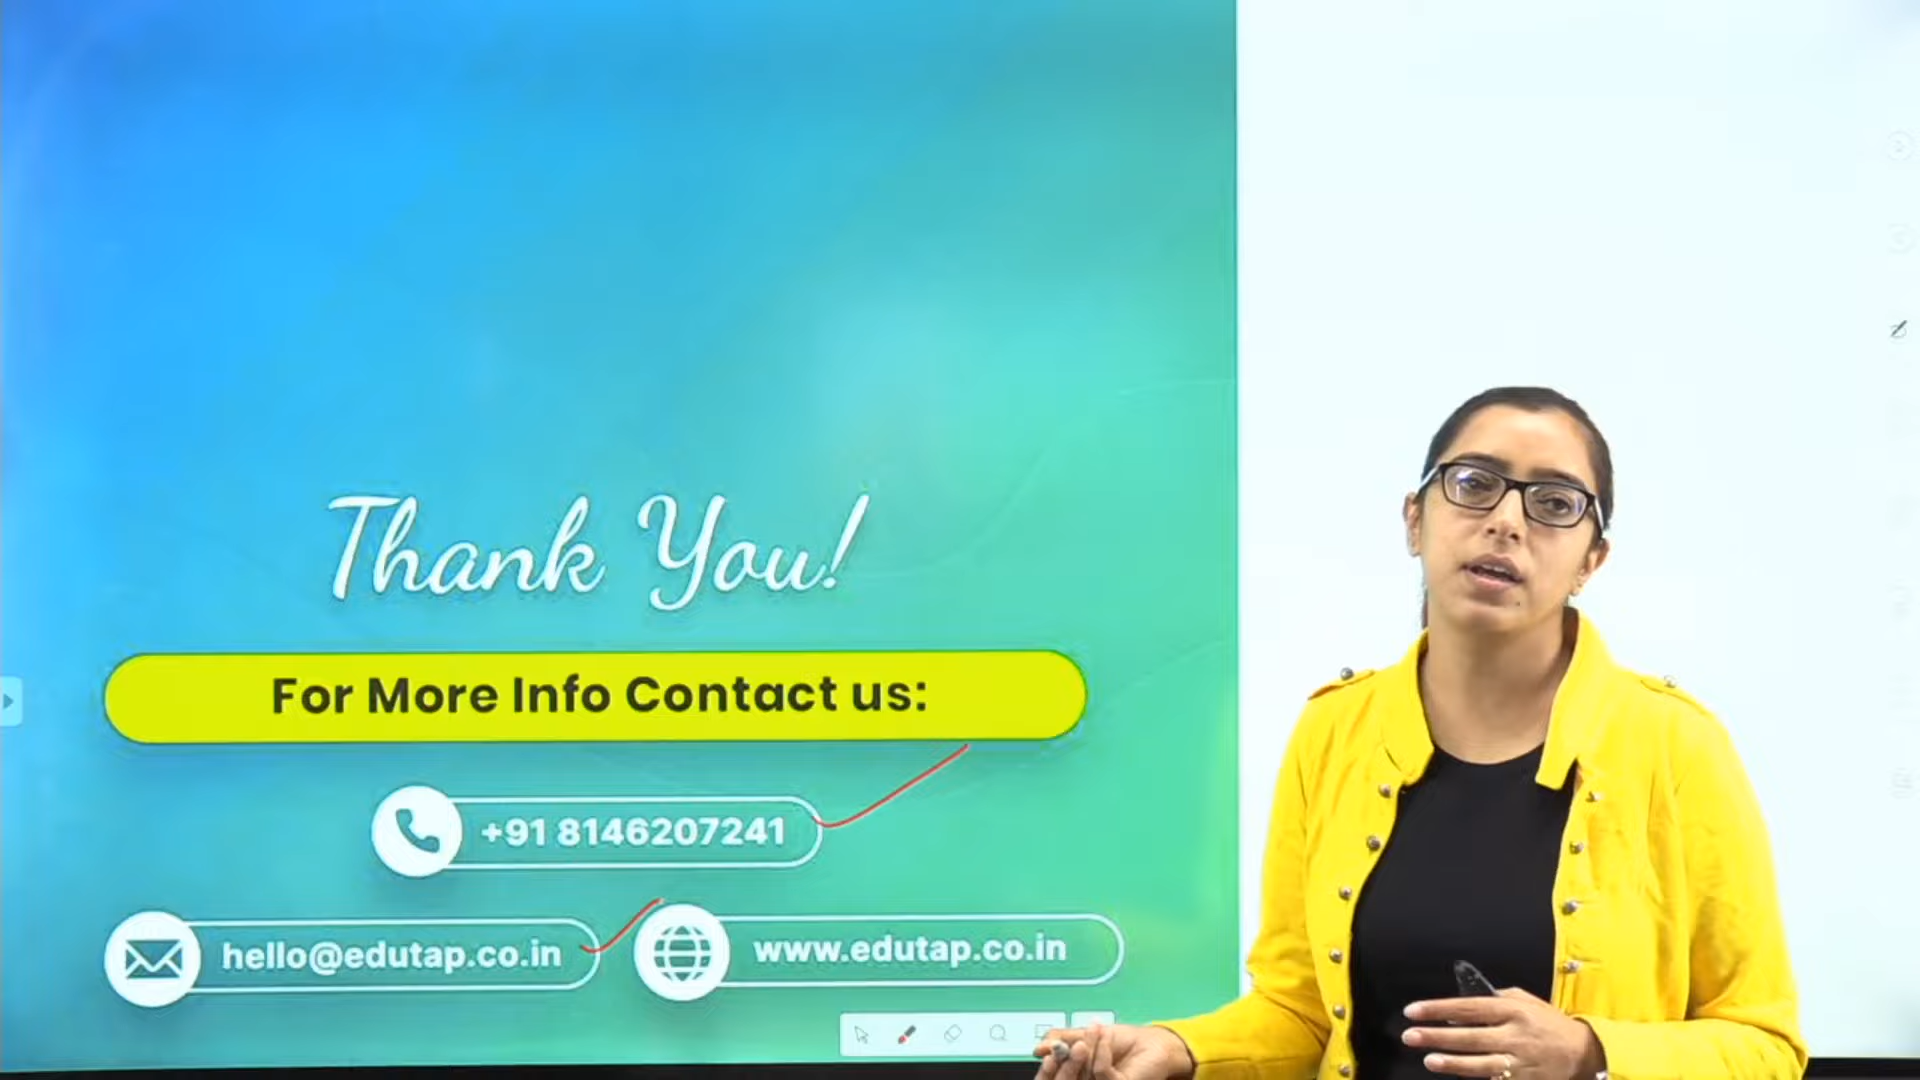 Thank You!
For More Info Contact us:
+91 8146207241
hello@edutap.co.in
www.edutap.co.in